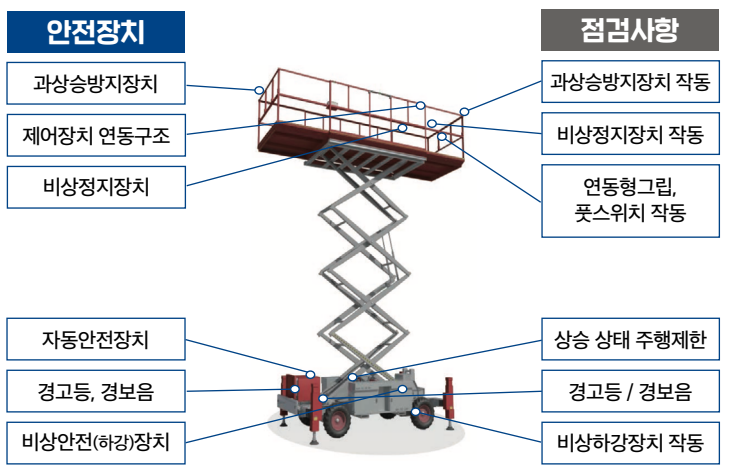 안전장치
과상승방지장치
제어장치 연동구조
비상정지장치
자동안전장치
경고등, 경보음
비상안전(하강)장치
점검사항
과상승방지장치 작동
비상정지장치 작동
연동형그립,
풋스위치 작동
상승 상태 주행제한
경고등 / 경보음
비상하강장치 작동